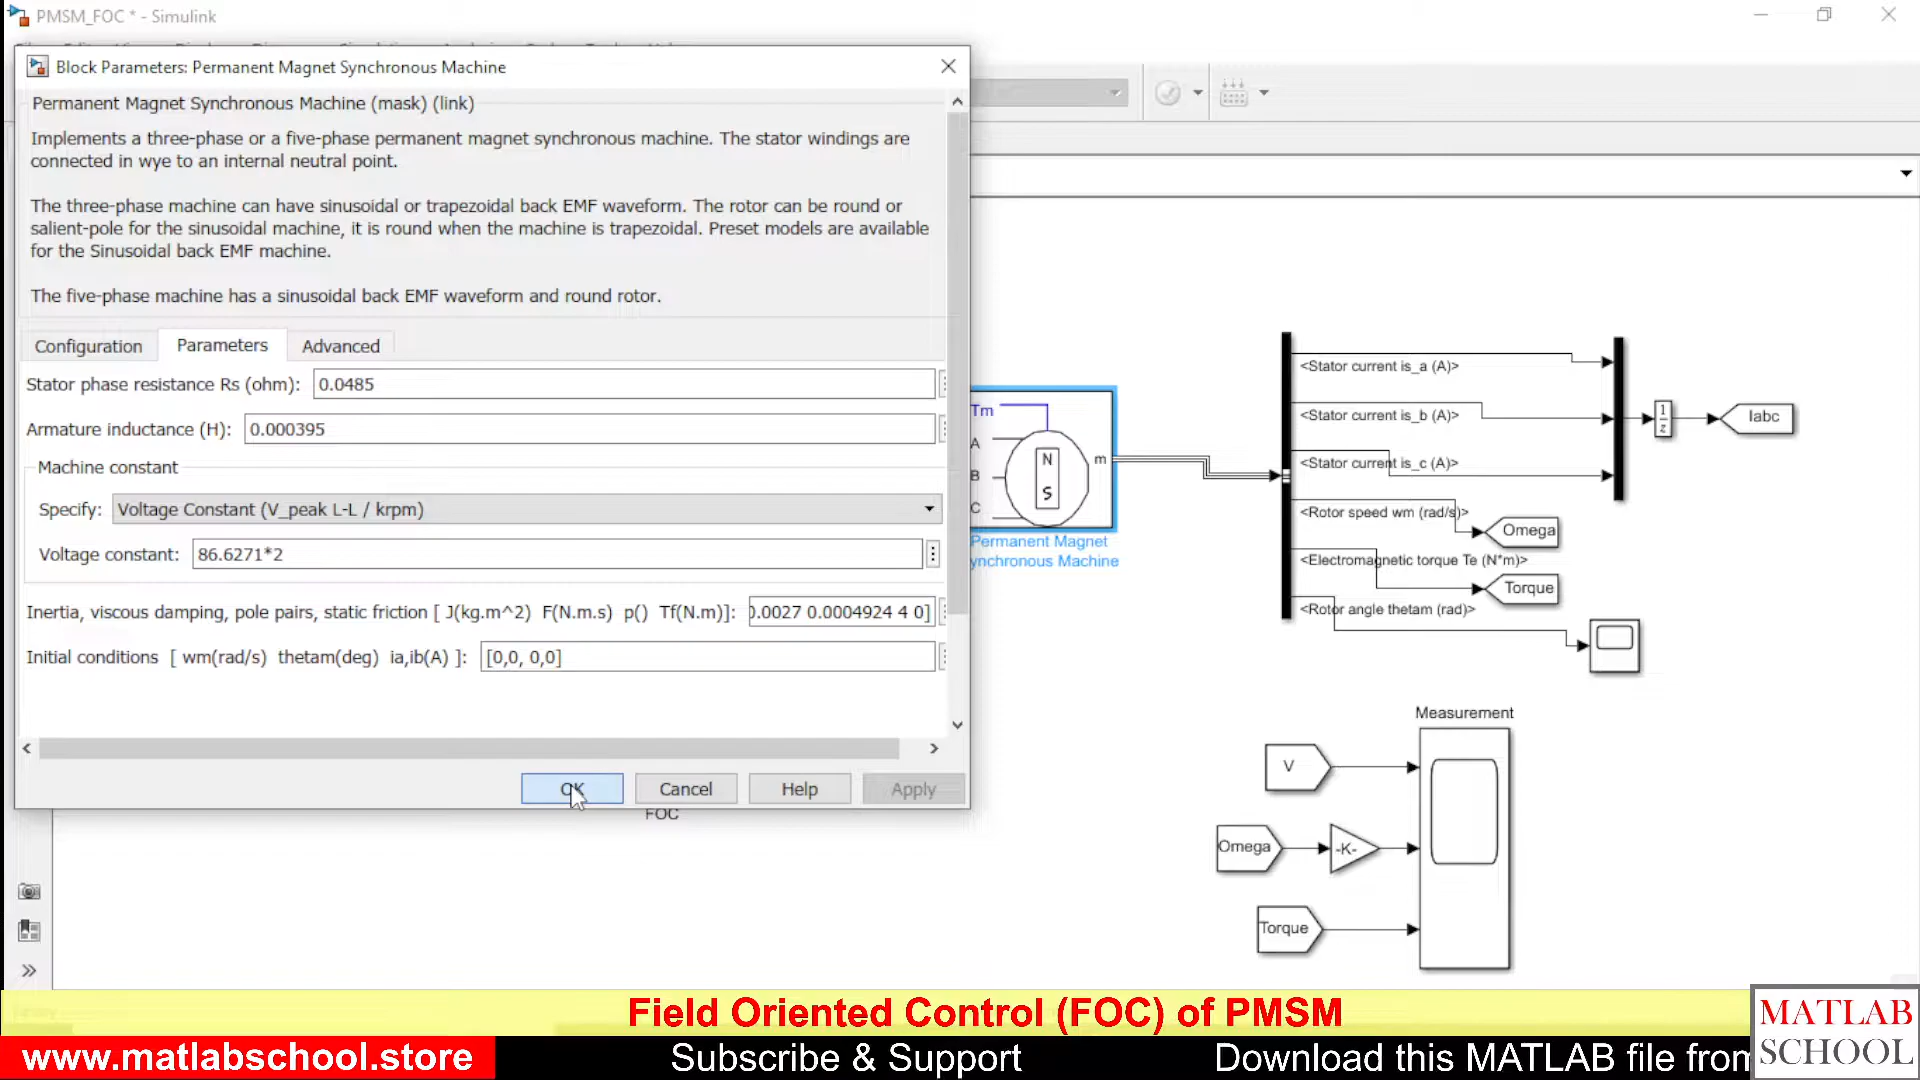 PMSM_FOC * - Simulink
Block Parameters: Permanent Magnet Synchronous Machine
Permanent Magnet Synchronous Machine (mask) (link)
Implements a three-phase or a five-phase permanent magnet synchronous machine. The stator windings are
connected in wye to an internal neutral point.
The three-phase machine can have sinusoidal or trapezoidal back EMF waveform. The rotor can be round or
salient-pole for the sinusoidal machine, it is round when the machine is trapezoidal. Preset models are available
for the Sinusoidal back EMF machine.
The five-phase machine has a sinusoidal back EMF waveform and round rotor.
Configuration Parameters Advanced
Stator phase resistance Rs (ohm): 0.0485
Armature inductance (H): 0.000395
Machine constant
Specify: Voltage Constant (V_peak L-L / krpm)
Voltage constant: 86.6271*2
Inertia, viscous damping, pole pairs, static friction [ J(kg.m^2) F(N.m.s) p() Tf(N.m)]: 0.0027 0.0004924 4 0]
Initial conditions [ wm(rad/s) thetam(deg) ia,ib(A) ]: [0,0, 0,0]
OK Cancel Help Apply
FOC
Tm
A
B
C
N
S
m
Permanent Magnet
ynchronous Machine
<Stator current is_a (A)>
<Stator current is_b (A)>
<Stator current is_c (A)>
<Rotor speed wm (rad/s)>
<Electromagnetic torque Te (N*m)>
<Rotor angle thetam (rad)>
1
z
Iabc
Omega
Torque
Measurement
V
Omega
-K-
Torque
Field Oriented Control (FOC) of PMSM
www.matlabschool.store Subscribe & Support Download this MATLAB file from
MATLAB
SCHOOL